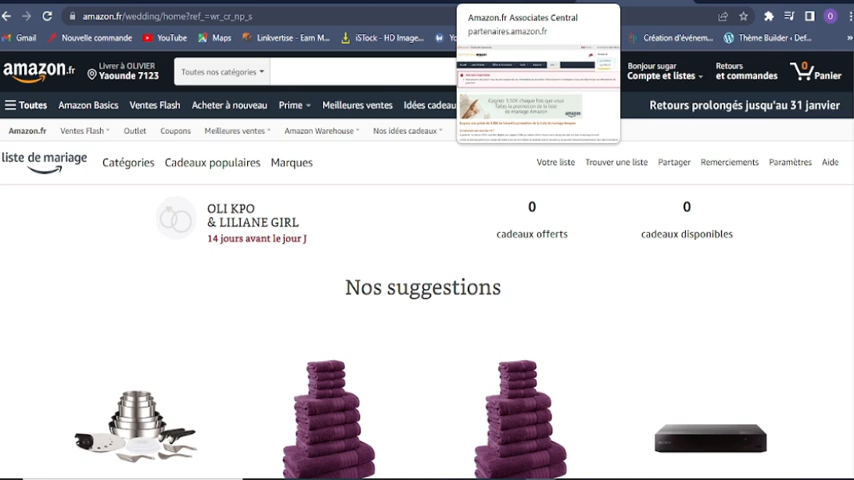 Amazon.fr Associates Central
partenaires.amazon.fr
amazon.fr/wedding/home?ref_=wr_cr_np_s
Gmail Nouvelle commande YouTube Maps Linkvertise - Earn M... iSTock - HD Image... Création d'événem... Thème Builder ‹ Def...
amazon.fr
Livrer à OLIVIER
Yaounde 7123
Toutes nos catégories
Bonjour sugar
Compte et listes
Retours
et commandes
0
Panier
Toutes Amazon Basics Ventes Flash Acheter à nouveau Prime Meilleures ventes Idées cadeau
Retours prolongés jusqu'au 31 janvier
Amazon.fr Ventes Flash Outlet Coupons Meilleures ventes Amazon Warehouse Nos idées cadeaux
liste de mariage
Catégories Cadeaux populaires Marques
Votre liste Trouver une liste Partager Remerciements Paramètres Aide
OLI KPO
& LILIANE GIRL
14 jours avant le jour J
0
cadeaux offerts
0
cadeaux disponibles
Nos suggestions